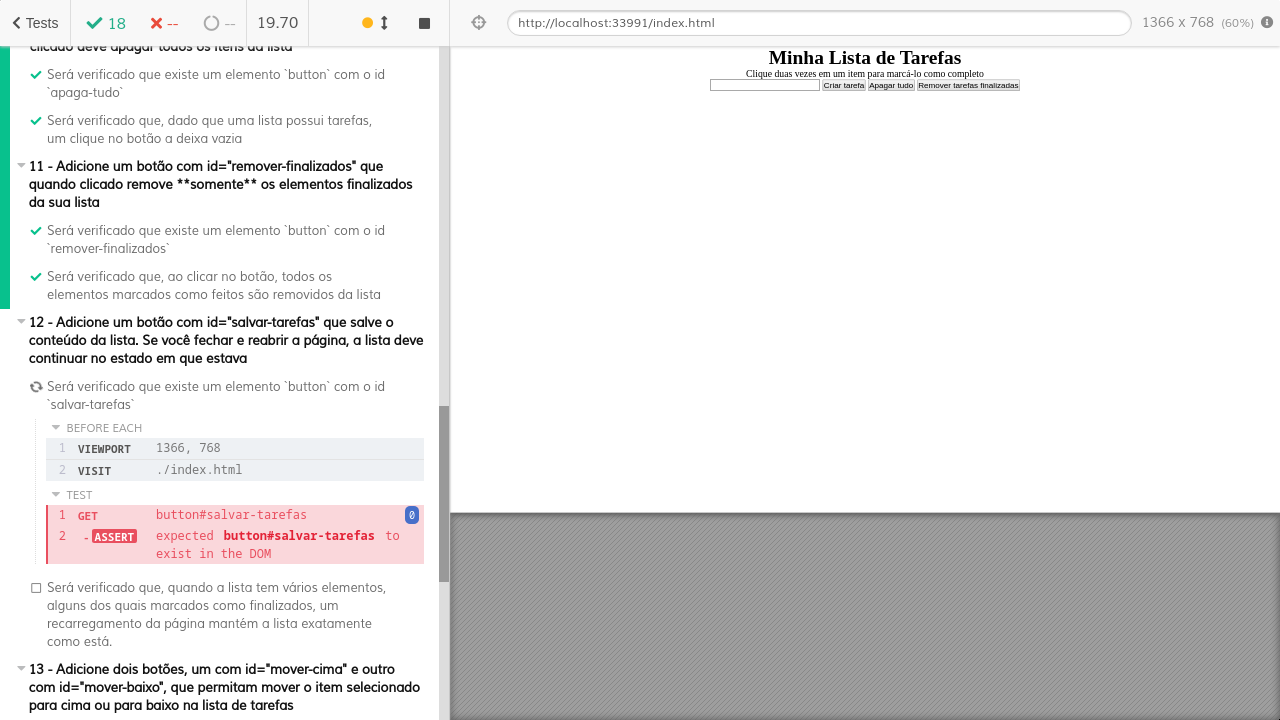 Tests
18
--
--
19.70
http://localhost:33991/index.html
1366 x 768 (60%)
clicado deve apagar todos os itens da lista
Será verificado que existe um elemento `button` com o id
`apaga-tudo`
Será verificado que, dado que uma lista possui tarefas,
um clique no botão a deixa vazia
11 - Adicione um botão com id="remover-finalizados" que
quando clicado remove **somente** os elementos finalizados
da sua lista
Será verificado que existe um elemento `button` com o id
`remover-finalizados`
Será verificado que, ao clicar no botão, todos os
elementos marcados como feitos são removidos da lista
12 - Adicione um botão com id="salvar-tarefas" que salve o
conteúdo da lista. Se você fechar e reabrir a página, a lista deve
continuar no estado em que estava
Será verificado que existe um elemento `button` com o id
`salvar-tarefas`
BEFORE EACH
1 VIEWPORT 1366, 768
2 VISIT ./index.html
TEST
1 GET button#salvar-tarefas 0
2 -ASSERT expected button#salvar-tarefas to
exist in the DOM
Será verificado que, quando a lista tem vários elementos,
alguns dos quais marcados como finalizados, um
recarregamento da página mantém a lista exatamente
como está.
13 - Adicione dois botões, um com id="mover-cima" e outro
com id="mover-baixo", que permitam mover o item selecionado
para cima ou para baixo na lista de tarefas
Minha Lista de Tarefas
Clique duas vezes em um item para marcá-lo como completo
Criar tarefa Apagar tudo Remover tarefas finalizadas